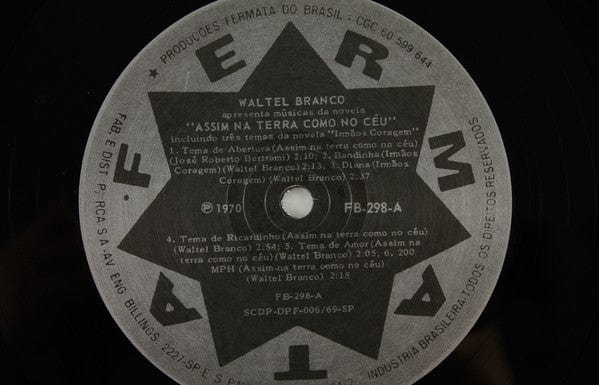 ★ PRODUÇÕES FERMATA DO BRASIL · CGC 60 599 644
FERMATA
WALTEL BRANCO
apresenta músicas da novela
"ASSIM NA TERRA COMO NO CÉU"
incluindo três temas da novela "Irmãos Coragem"
1. Tema de Abertura (Assim na terra como no céu)
(José Roberto Bertrami) 2:10; 2. Bandinha (Irmãos
Coragem) (Waltel Branco) 2:13. 3. Diana (Irmãos
Coragem) (Waltel Branco) 2:37
Ⓟ 1970 FB-298-A
4. Tema de Ricardinho (Assim na terra como no céu)
(Waltel Branco) 2:54; 5. Tema de Amor (Assim na
terra como no céu) (Waltel Branco) 2:05; 6. 200
MPH (Assim na terra como no céu)
(Waltel Branco) 2:15
FB-298-A
SCDP-DPF-006/69-SP
FAB. E DIST. P/ RCA S A · AV ENG BILLINGS, 2227-SP E S
INDÚSTRIA BRASILEIRA · TODOS OS DIREITOS RESERVADOS